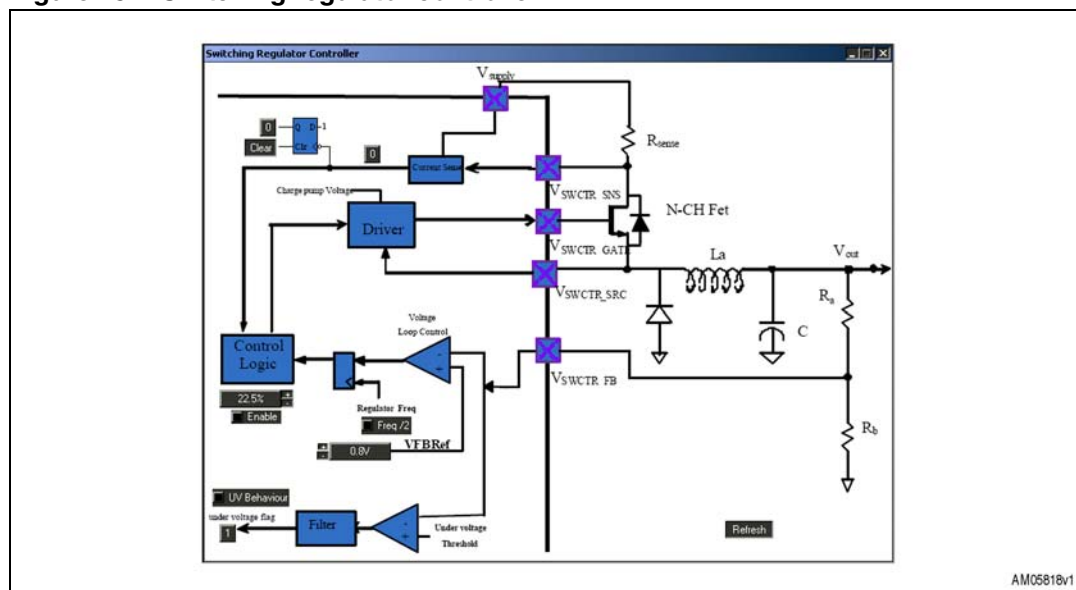 Switching Regulator Controller
Vsupply
0
Q D-1
Clear
Clr
0
Current Sense
Rsense
VSWCTR_SNS
Charge pump Voltage
N-CH Fet
Driver
VSWCTR_GATE
La
Vout
VSWCTR_SRC
Ra
Voltage
Loop Control
C
Control
Logic
-
+
VSWCTR_FB
22.5%
+
-
Regulator Freq
Enable
Freq /2
Rb
+
-
0.8V
VFBRef
UV Behaviour
under voltage flag
1
Filter
-
+
Under voltage
Threshold
Refresh
AM05818v1